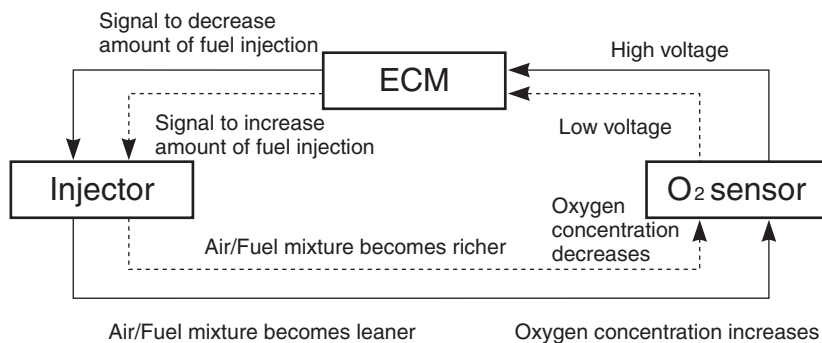 Signal to decrease
amount of fuel injection
ECM
High voltage
Signal to increase
amount of fuel injection
Low voltage
Injector
O₂ sensor
Oxygen
concentration
decreases
Air/Fuel mixture becomes richer
Air/Fuel mixture becomes leaner
Oxygen concentration increases